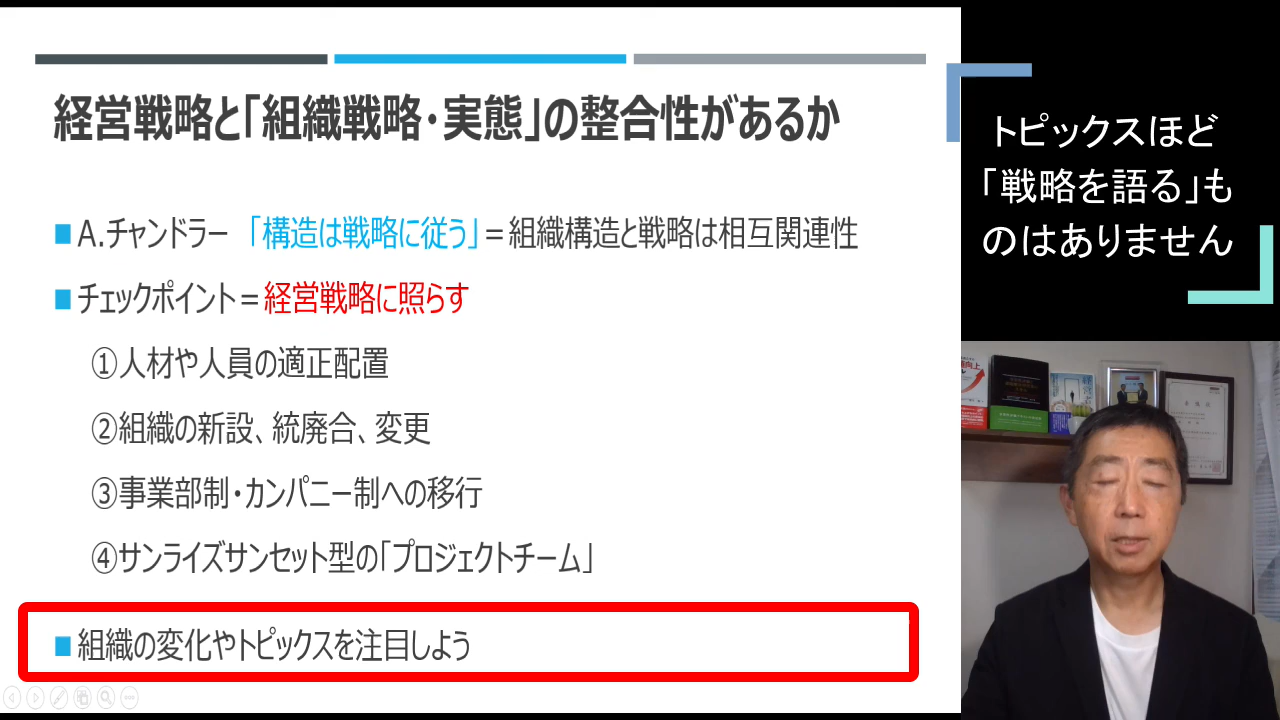 経営戦略と「組織戦略・実態」の整合性があるか
■A.チャンドラー 「構造は戦略に従う」＝組織構造と戦略は相互関連性
■チェックポイント＝経営戦略に照らす
①人材や人員の適正配置
②組織の新設、統廃合、変更
③事業部制・カンパニー制への移行
④サンライズサンセット型の「プロジェクトチーム」
■組織の変化やトピックスを注目しよう
トピックスほど
「戦略を語る」も
のはありません